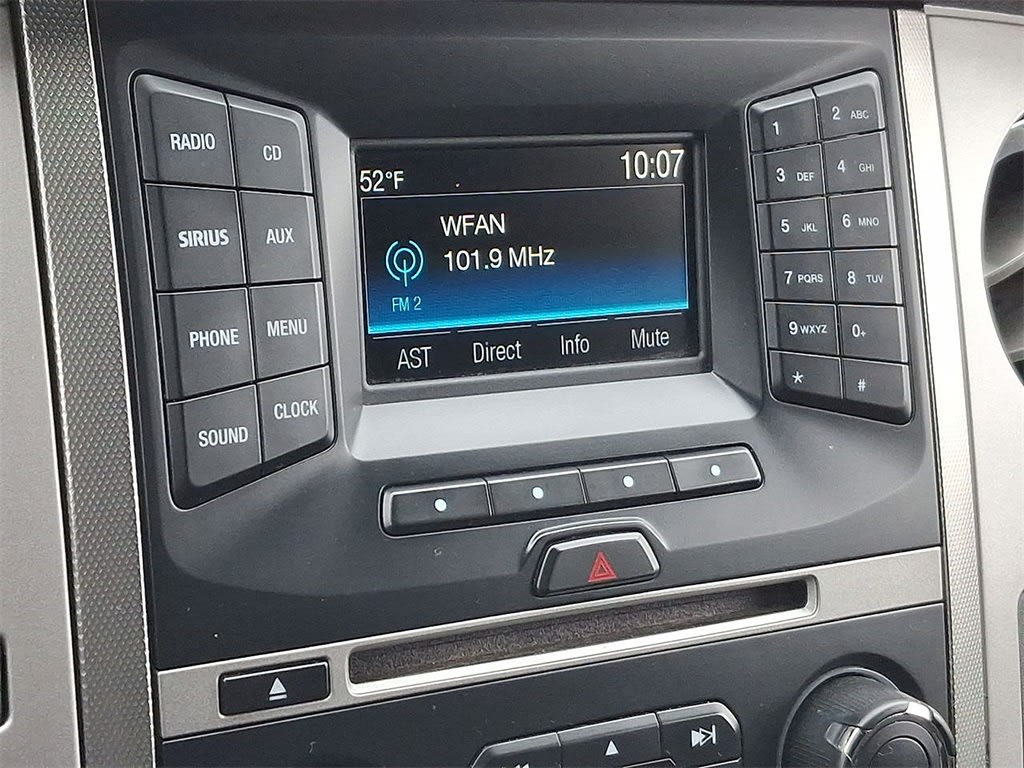 RADIO CD
SIRIUS AUX
PHONE MENU
SOUND CLOCK
52°F 10:07
WFAN
101.9 MHz
FM 2
AST Direct Info Mute
1 2 ABC
3 DEF 4 GHI
5 JKL 6 MNO
7 PQRS 8 TUV
9 WXYZ 0+
* #